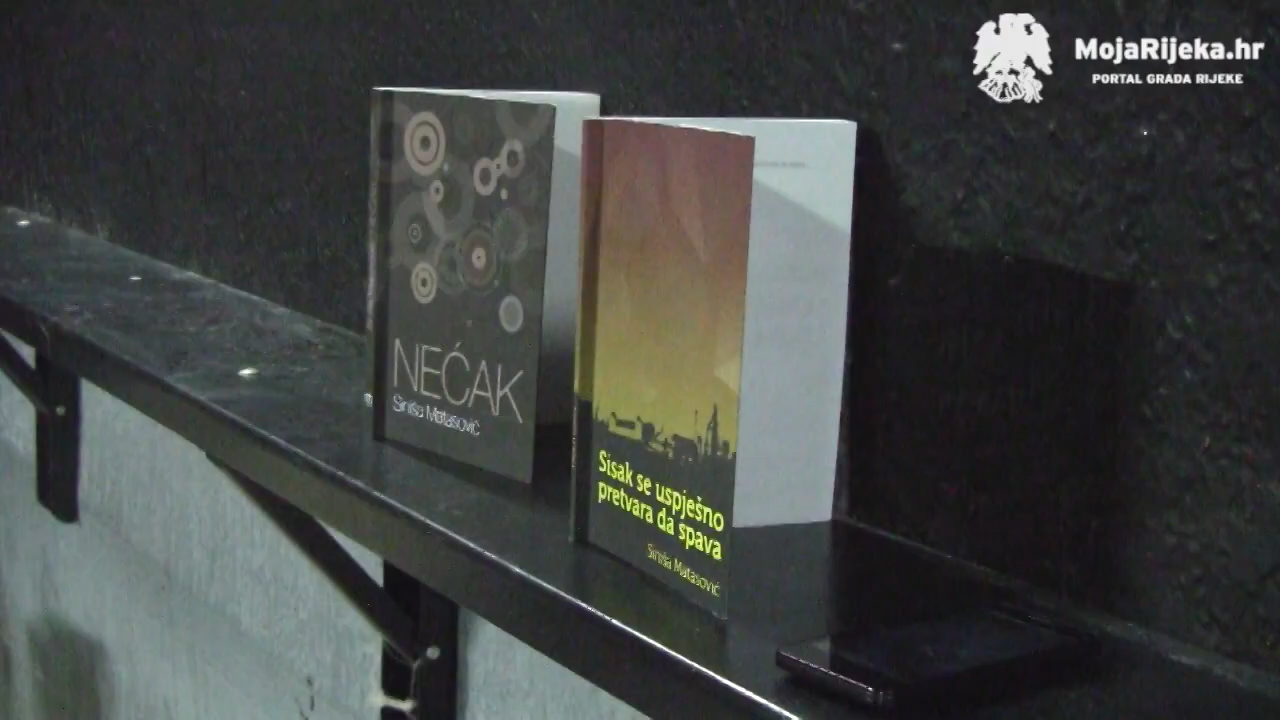 MojaRijeka.hr
PORTAL GRADA RIJEKE
NEĆAK
Siniša Matasović
Sisak se uspješno
pretvara da spava
Siniša Matasović